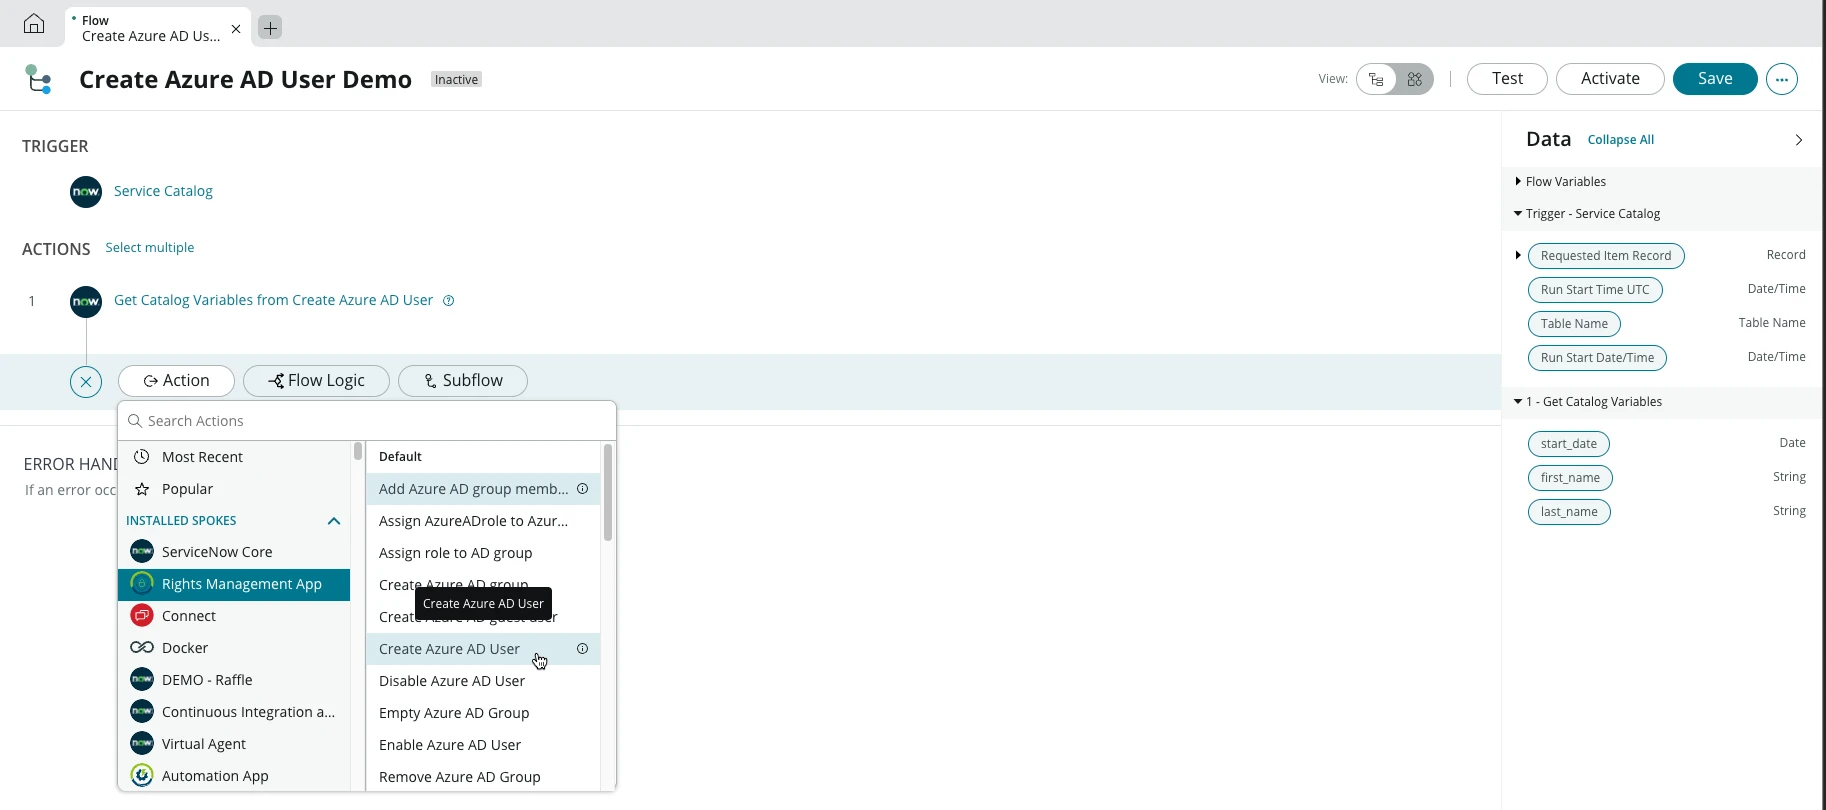 Flow
Create Azure AD Us...
Create Azure AD User Demo
Inactive
View:
Test
Activate
Save
TRIGGER
now
Service Catalog
ACTIONS
Select multiple
1
now
Get Catalog Variables from Create Azure AD User
Action
Flow Logic
Subflow
Search Actions
Most Recent
Popular
INSTALLED SPOKES
now
ServiceNow Core
Rights Management App
Connect
Docker
now
DEMO - Raffle
now
Continuous Integration a...
now
Virtual Agent
Automation App
Default
Add Azure AD group memb...
Assign AzureADrole to Azur...
Assign role to AD group
Create Azure AD group
Create Azure AD User
Create Azure AD guest user
Create Azure AD User
Disable Azure AD User
Empty Azure AD Group
Enable Azure AD User
Remove Azure AD Group
ERROR HAND
If an error occ
Data
Collapse All
Flow Variables
Trigger - Service Catalog
Requested Item Record
Record
Run Start Time UTC
Date/Time
Table Name
Table Name
Run Start Date/Time
Date/Time
1 - Get Catalog Variables
start_date
Date
first_name
String
last_name
String